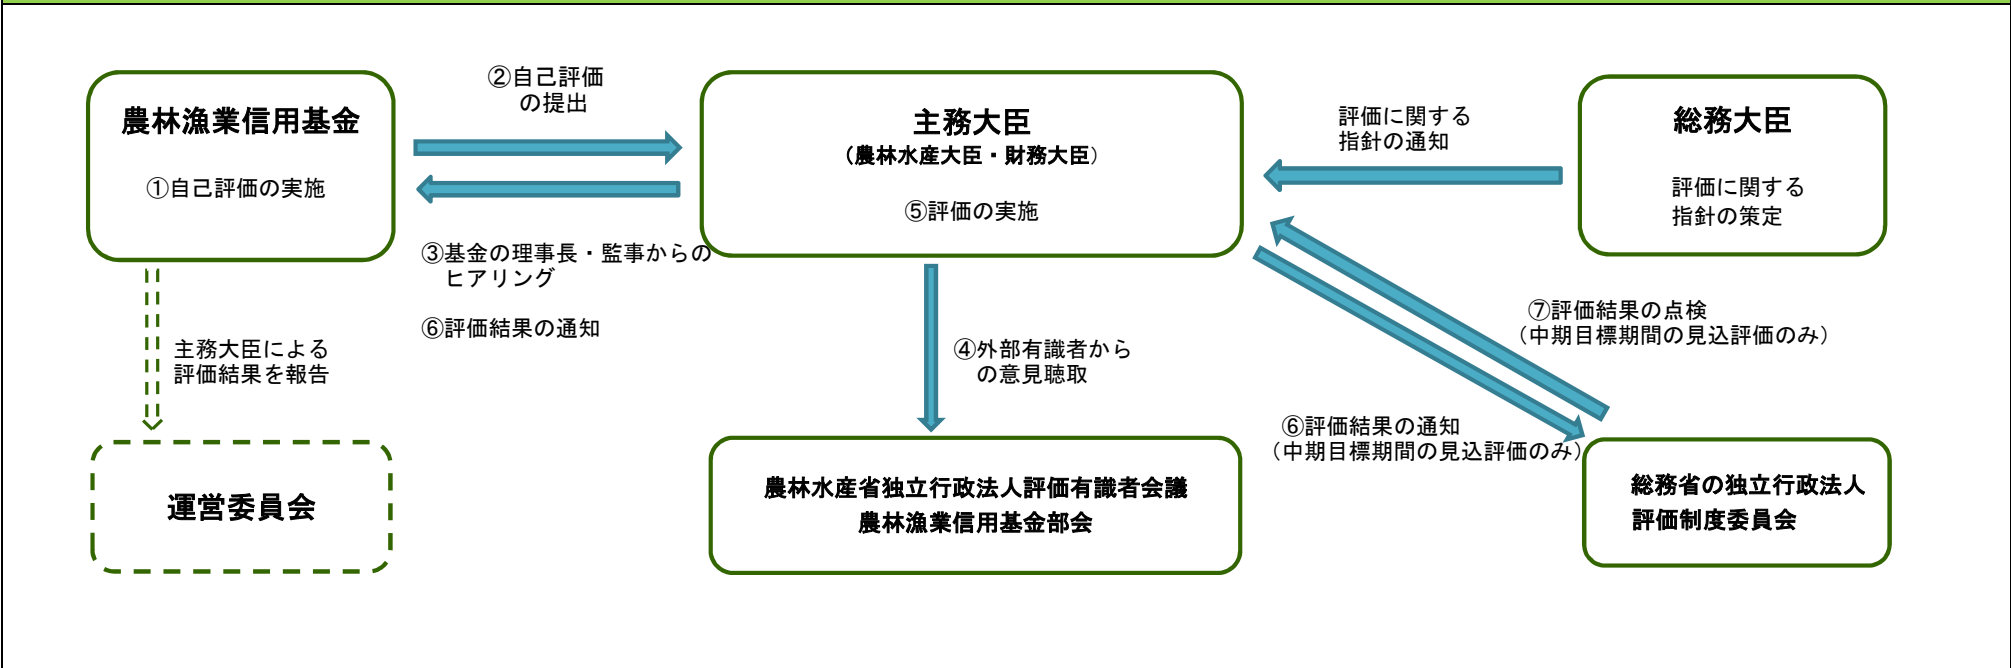 農林漁業信用基金
①自己評価の実施
②自己評価
の提出
主務大臣
（農林水産大臣・財務大臣）
⑤評価の実施
評価に関する
指針の通知
総務大臣
評価に関する
指針の策定
③基金の理事長・監事からの
ヒアリング
⑥評価結果の通知
主務大臣による
評価結果を報告
④外部有識者から
の意見聴取
⑦評価結果の点検
（中期目標期間の見込評価のみ）
⑥評価結果の通知
（中期目標期間の見込評価のみ）
運営委員会
農林水産省独立行政法人評価有識者会議
農林漁業信用基金部会
総務省の独立行政法人
評価制度委員会